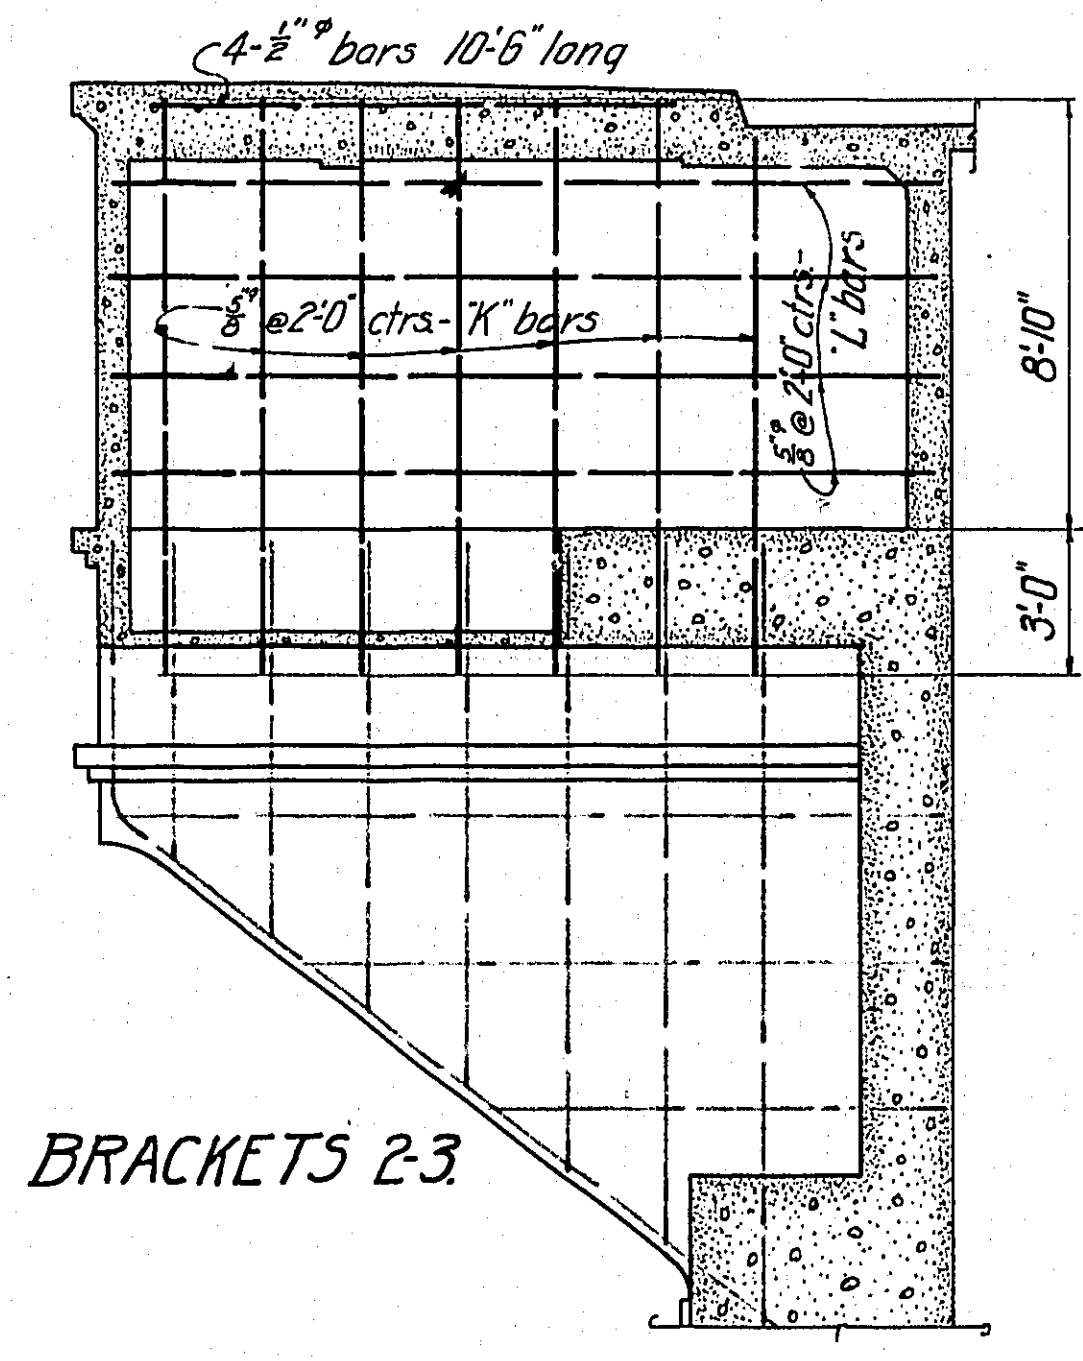 4-1/2"φ bars 10'-6" long
5/8"φ @ 2'-0" ctrs.- "K" bars
5/8"φ @ 2'-0" ctrs.-
"L" bars
8'-10"
3'-0"
BRACKETS 2-3.